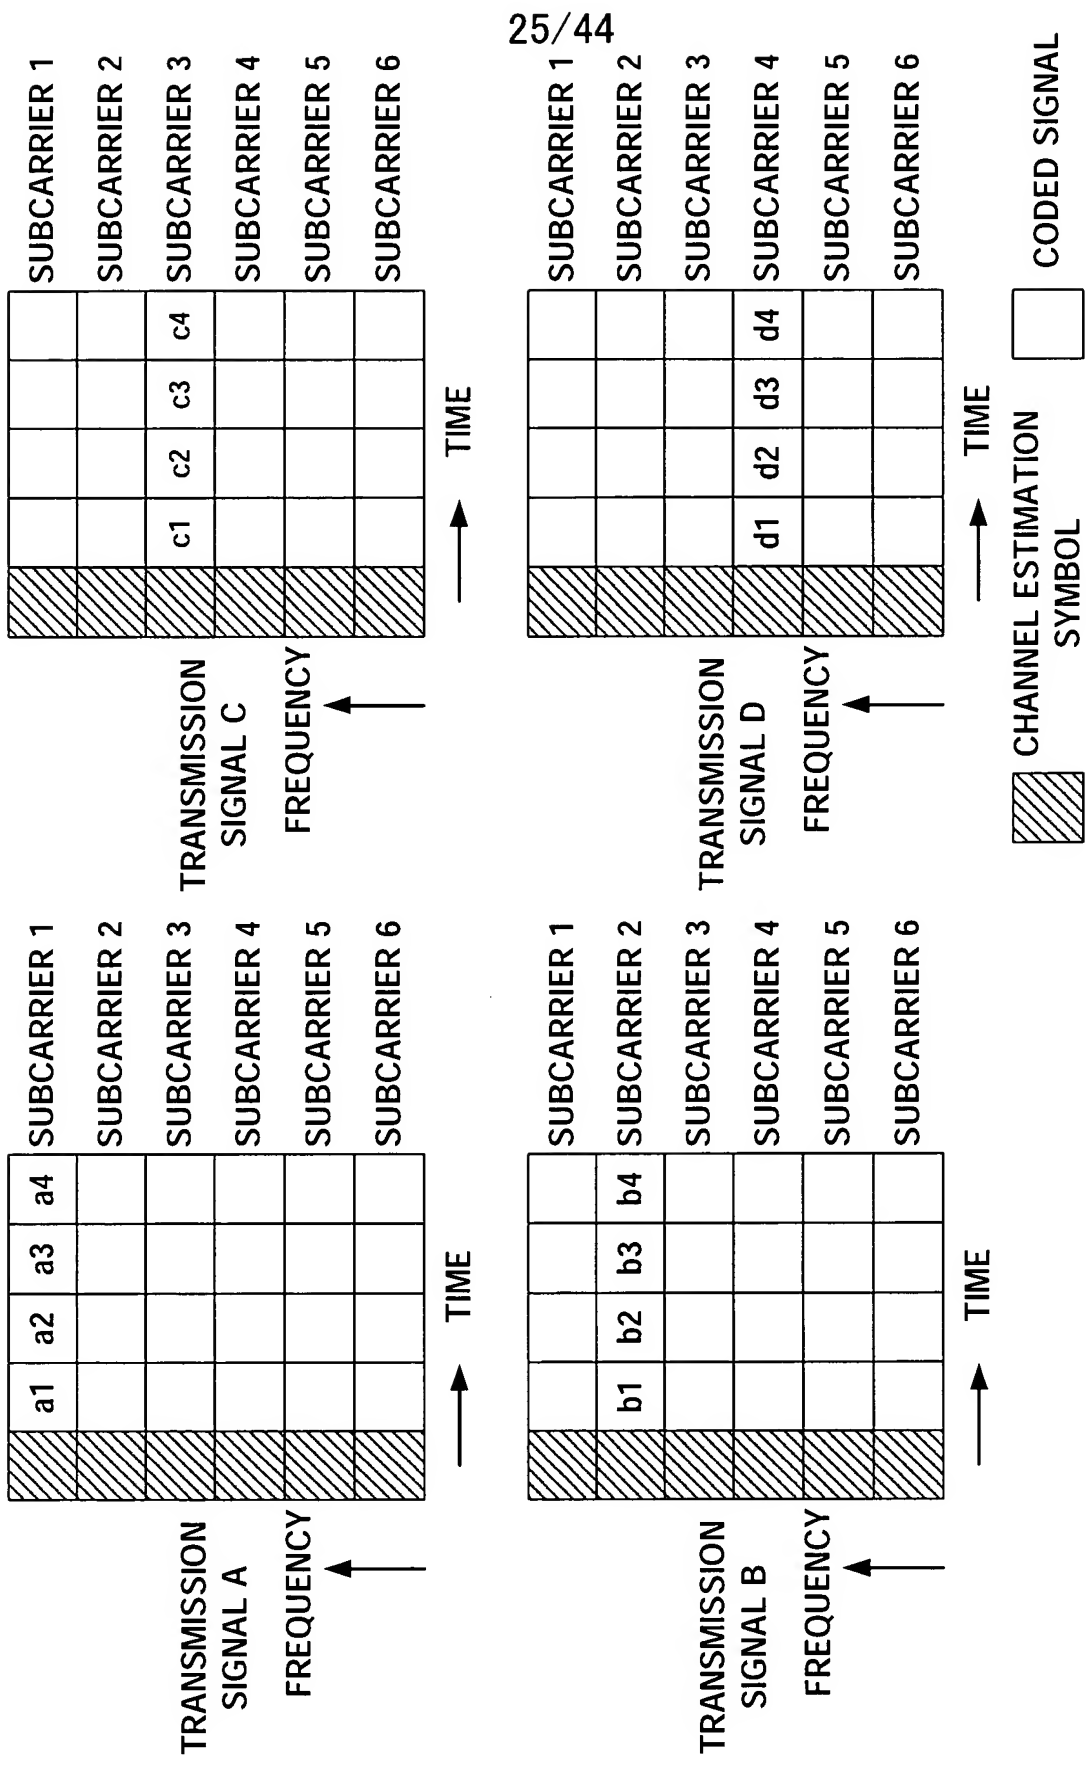 25/44
TRANSMISSION
SIGNAL A
FREQUENCY
a1 a2 a3 a4
SUBCARRIER 1
SUBCARRIER 2
SUBCARRIER 3
SUBCARRIER 4
SUBCARRIER 5
SUBCARRIER 6
TIME
TRANSMISSION
SIGNAL C
FREQUENCY
c1 c2 c3 c4
SUBCARRIER 1
SUBCARRIER 2
SUBCARRIER 3
SUBCARRIER 4
SUBCARRIER 5
SUBCARRIER 6
TIME
TRANSMISSION
SIGNAL B
FREQUENCY
b1 b2 b3 b4
SUBCARRIER 1
SUBCARRIER 2
SUBCARRIER 3
SUBCARRIER 4
SUBCARRIER 5
SUBCARRIER 6
TIME
TRANSMISSION
SIGNAL D
FREQUENCY
d1 d2 d3 d4
SUBCARRIER 1
SUBCARRIER 2
SUBCARRIER 3
SUBCARRIER 4
SUBCARRIER 5
SUBCARRIER 6
TIME
CHANNEL ESTIMATION
SYMBOL
CODED SIGNAL